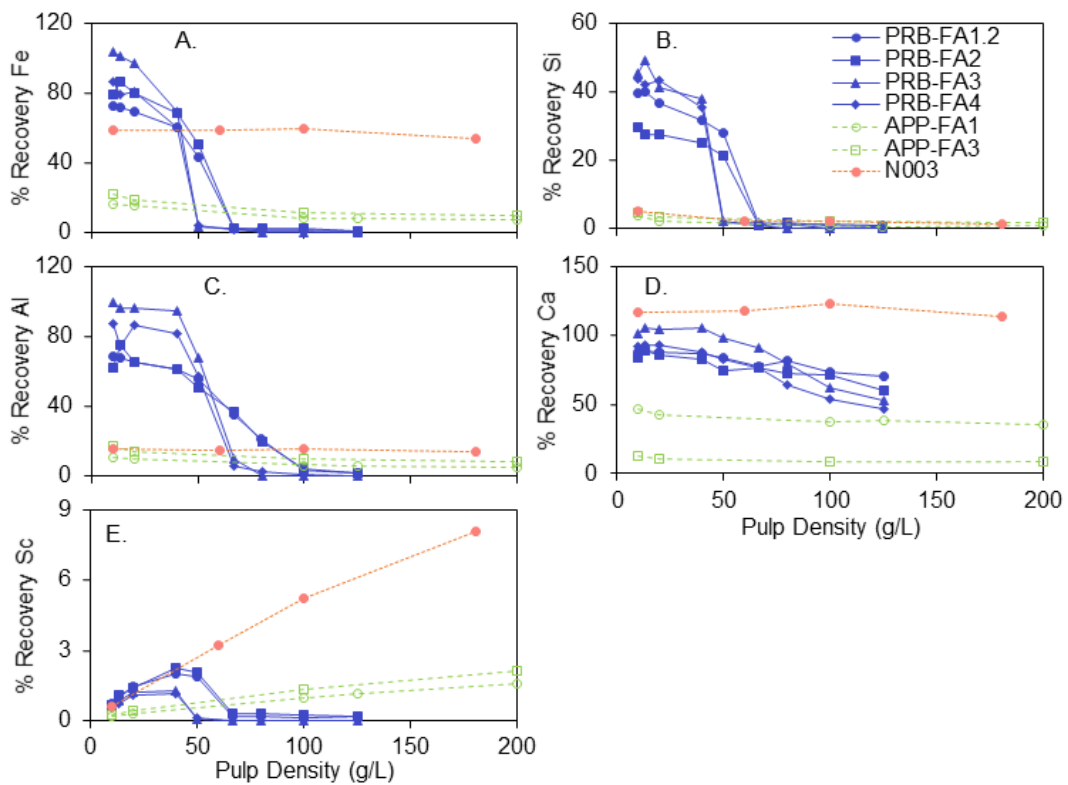 A.
% Recovery Fe
120
80
40
0
B.
% Recovery Si
60
40
20
0
PRB-FA1.2
PRB-FA2
PRB-FA3
PRB-FA4
APP-FA1
APP-FA3
N003
C.
% Recovery Al
120
80
40
0
D.
% Recovery Ca
150
100
50
0
0 50 100 150 200
Pulp Density (g/L)
E.
% Recovery Sc
9
6
3
0
0 50 100 150 200
Pulp Density (g/L)